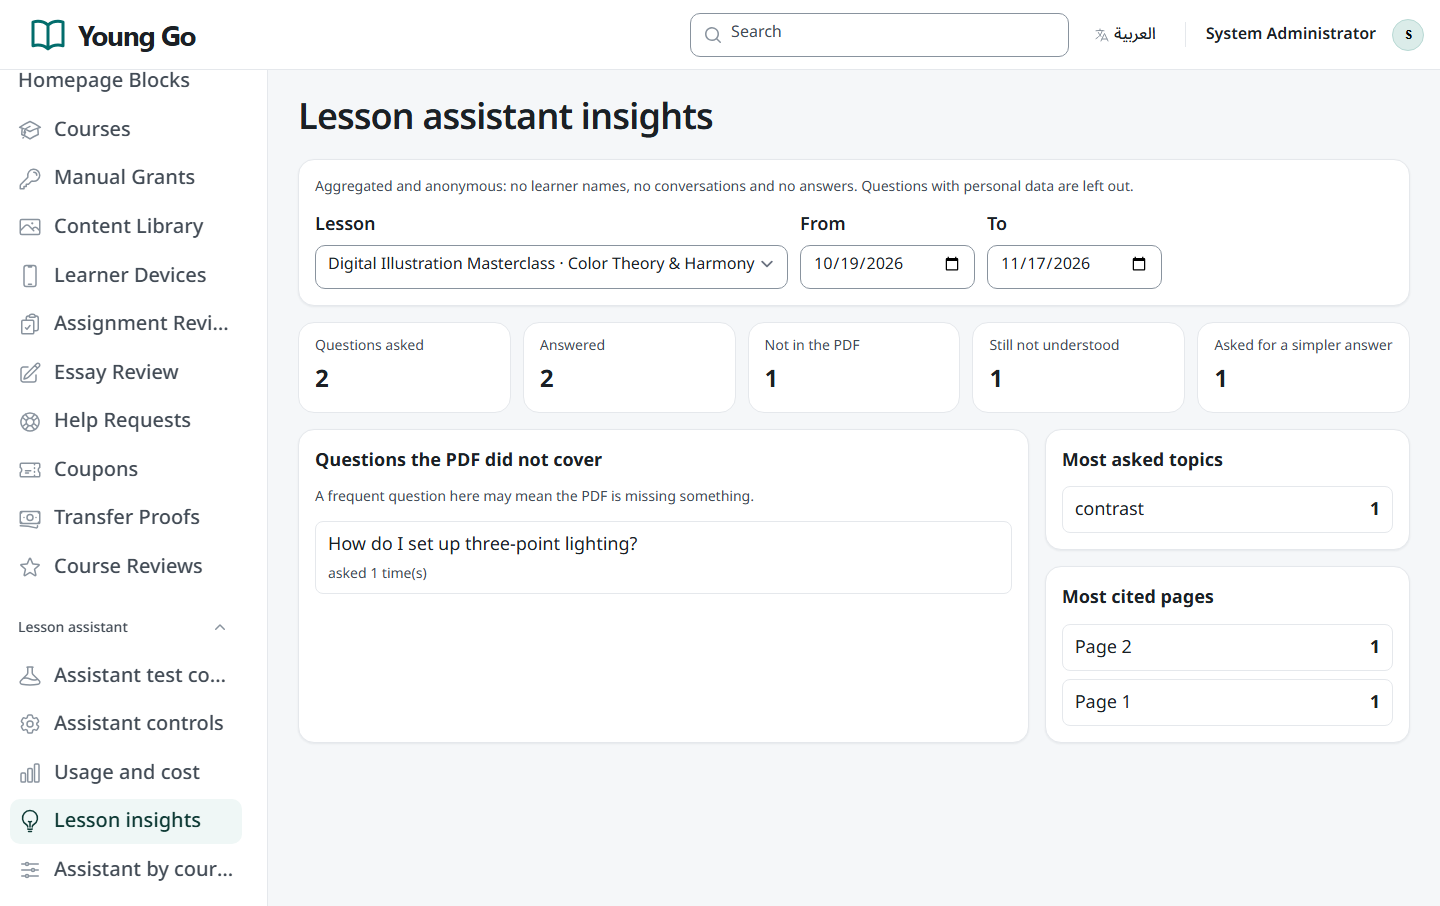 Young Go
Search
العربية
System Administrator
S
Homepage Blocks
Courses
Manual Grants
Content Library
Learner Devices
Assignment Revi...
Essay Review
Help Requests
Coupons
Transfer Proofs
Course Reviews
Lesson assistant
Assistant test co...
Assistant controls
Usage and cost
Lesson insights
Assistant by cour...
Lesson assistant insights
Aggregated and anonymous: no learner names, no conversations and no answers. Questions with personal data are left out.
Lesson
From
To
Digital Illustration Masterclass · Color Theory & Harmony
10/19/2026
11/17/2026
Questions asked
2
Answered
2
Not in the PDF
1
Still not understood
1
Asked for a simpler answer
1
Questions the PDF did not cover
A frequent question here may mean the PDF is missing something.
How do I set up three-point lighting?
asked 1 time(s)
Most asked topics
contrast 1
Most cited pages
Page 2 1
Page 1 1